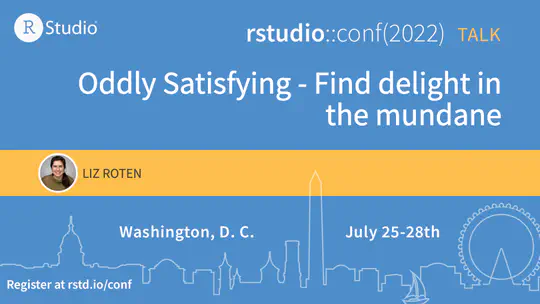 R Studio®
rstudio::conf(2022) TALK
Oddly Satisfying - Find delight in
the mundane
LIZ ROTEN
Washington, D. C. July 25-28th
Register at rstd.io/conf